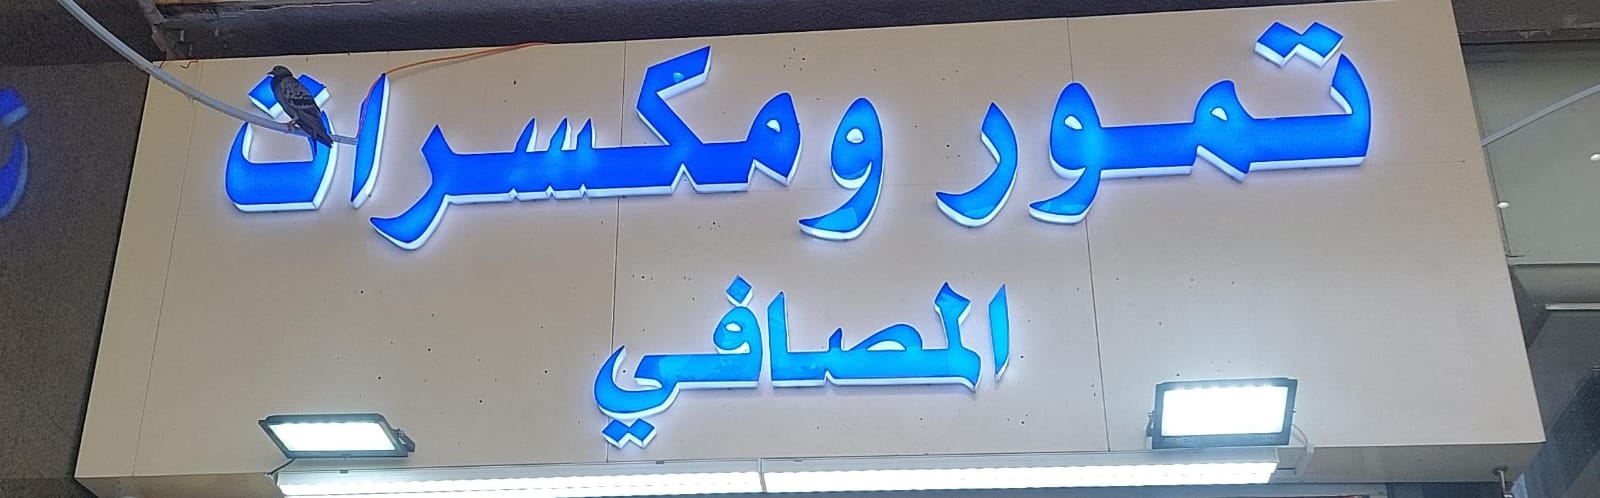 تمور ومكسرات
المصافي